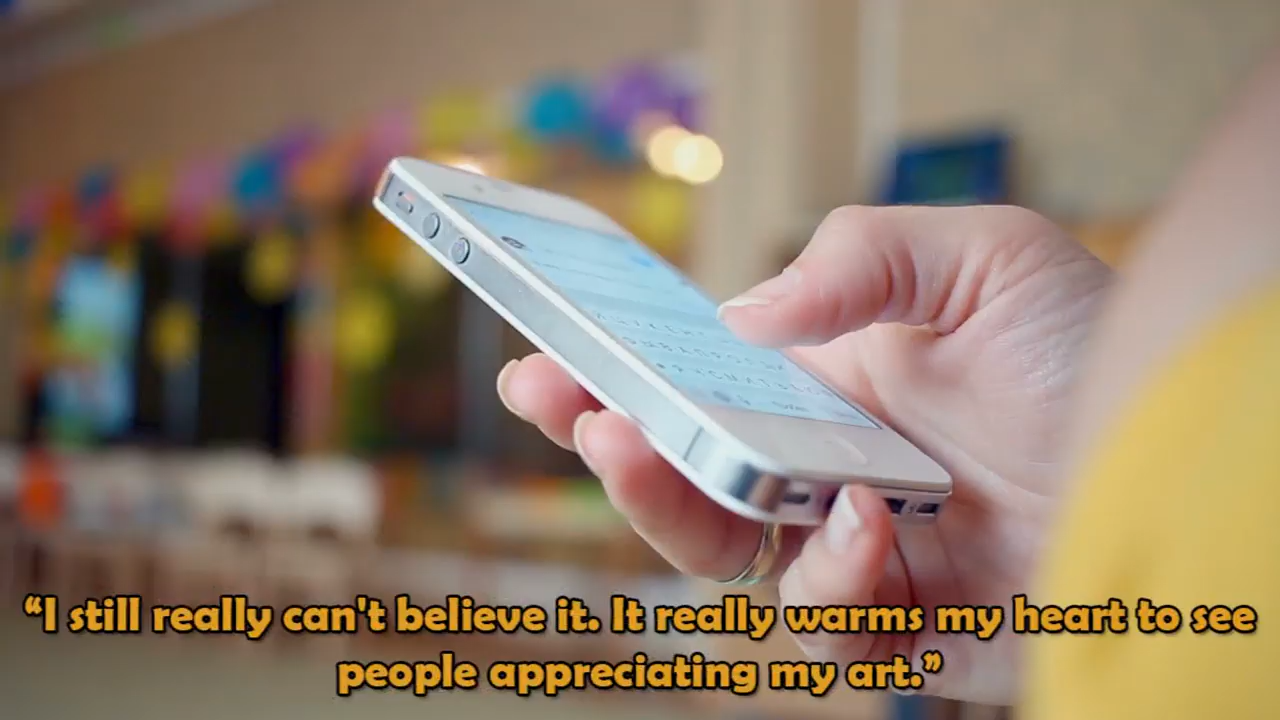 “I still really can't believe it. It really warms my heart to see
people appreciating my art.”